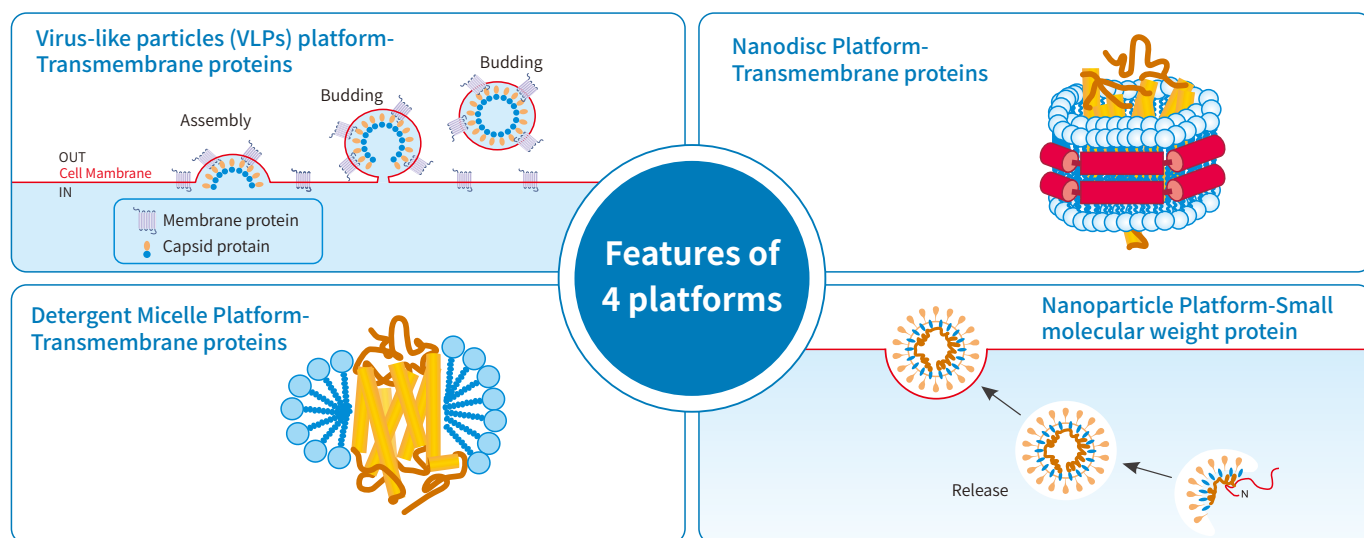 Virus-like particles (VLPs) platform-
Transmembrane proteins
Budding
Budding
Assembly
OUT
Cell Mambrane
IN
Membrane protein
Capsid protain
Nanodisc Platform-
Transmembrane proteins
Features of
4 platforms
Detergent Micelle Platform-
Transmembrane proteins
Nanoparticle Platform-Small
molecular weight protein
Release
N